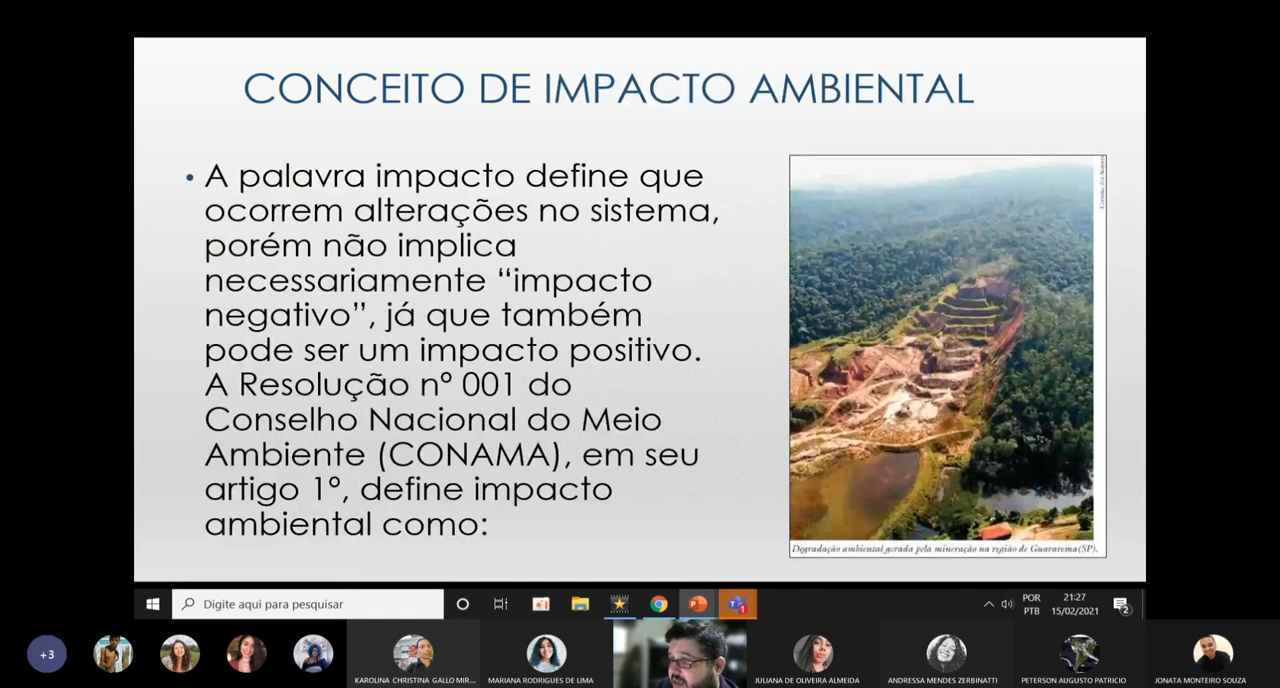 CONCEITO DE IMPACTO AMBIENTAL
• A palavra impacto define que
ocorrem alterações no sistema,
porém não implica
necessariamente “impacto
negativo”, já que também
pode ser um impacto positivo.
A Resolução nº 001 do
Conselho Nacional do Meio
Ambiente (CONAMA), em seu
artigo 1º, define impacto
ambiental como:
Degradação ambiental gerada pela mineração na região de Guararema (SP).
Digite aqui para pesquisar
POR
PTB
21:27
15/02/2021
2
1
+3
KAROLINA CHRISTINA GALLO MIR...
MARIANA RODRIGUES DE LIMA
JULIANA DE OLIVEIRA ALMEIDA
ANDRESSA MENDES ZERBINATTI
PETERSON AUGUSTO PATRICIO
JONATA MONTEIRO SOUZA